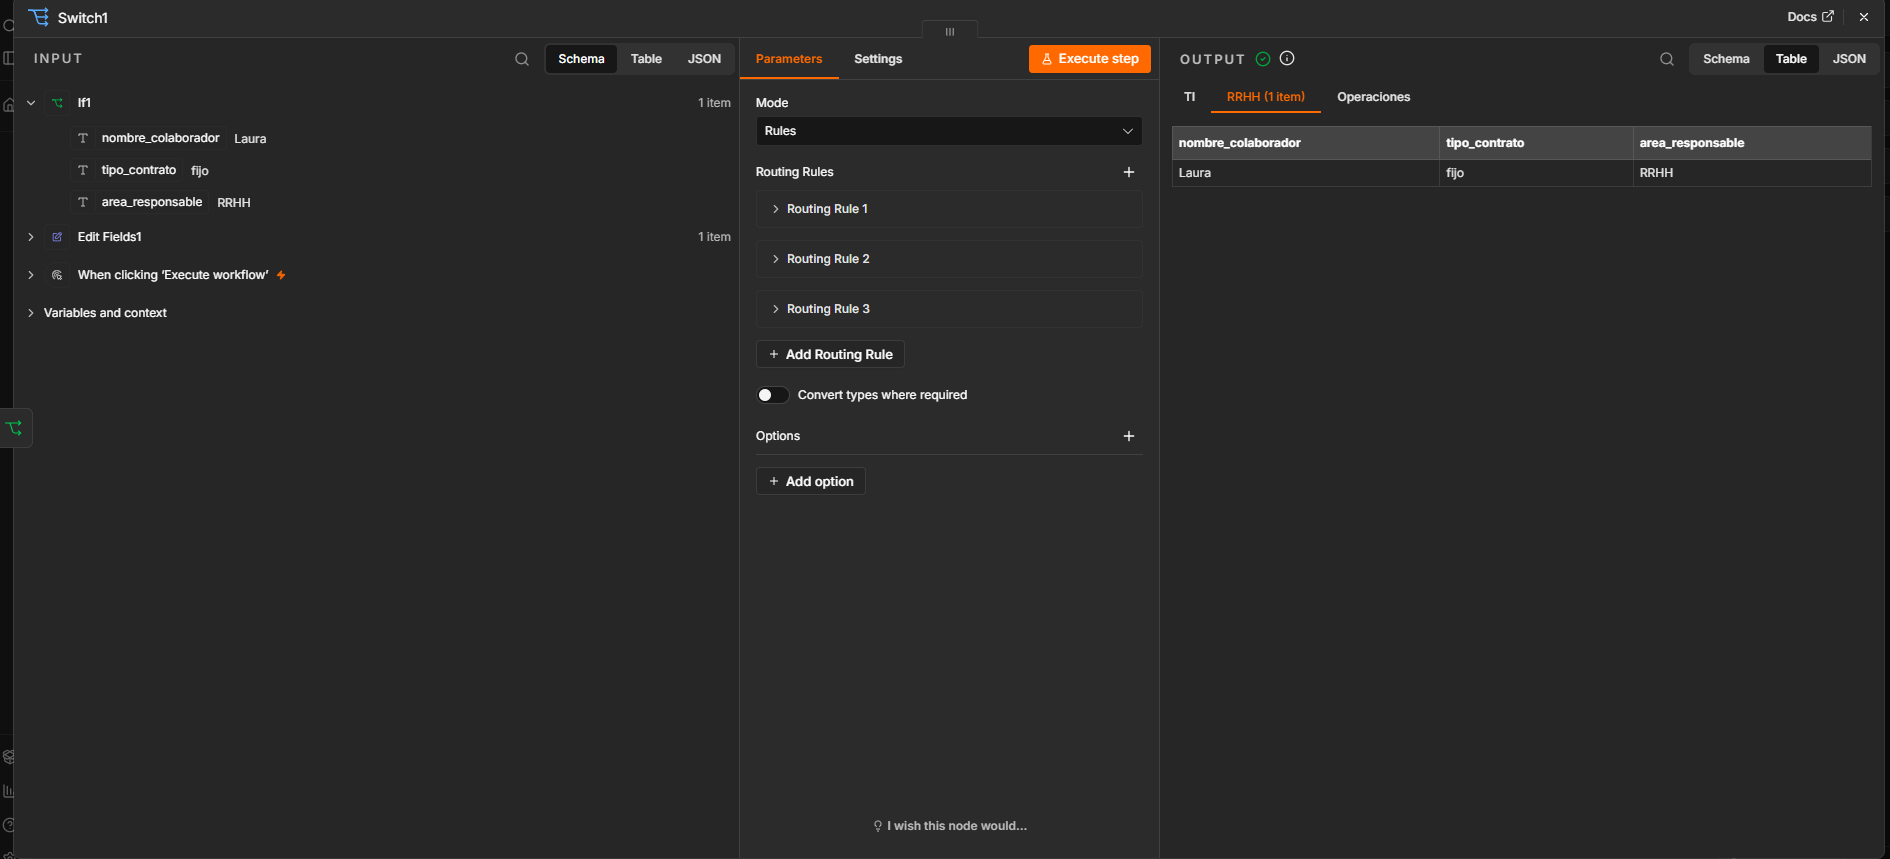 Switch1
Docs
INPUT
Schema
Table
JSON
If1
1 item
nombre_colaborador
Laura
tipo_contrato
fijo
area_responsable
RRHH
Edit Fields1
1 item
When clicking ‘Execute workflow’
Variables and context
Parameters
Settings
Execute step
Mode
Rules
Routing Rules
Routing Rule 1
Routing Rule 2
Routing Rule 3
Add Routing Rule
Convert types where required
Options
Add option
I wish this node would...
OUTPUT
Schema
Table
JSON
TI
RRHH (1 item)
Operaciones
nombre_colaborador
tipo_contrato
area_responsable
Laura
fijo
RRHH